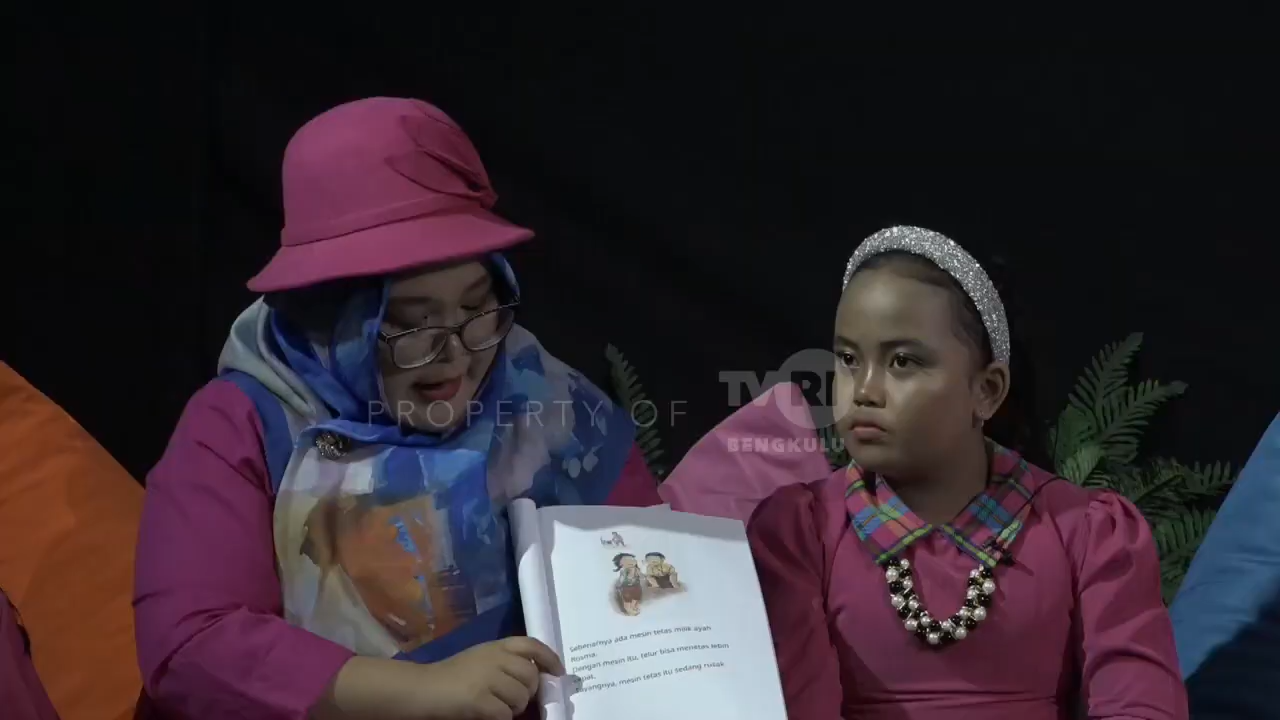 PROPERTY OF
TVRI
BENGKULU
Sebenarnya ada mesin tetas milik ayah
Rosma.
Dengan mesin itu, telur bisa menetas lebih
cepat.
Sayangnya, mesin tetas itu sedang rusak